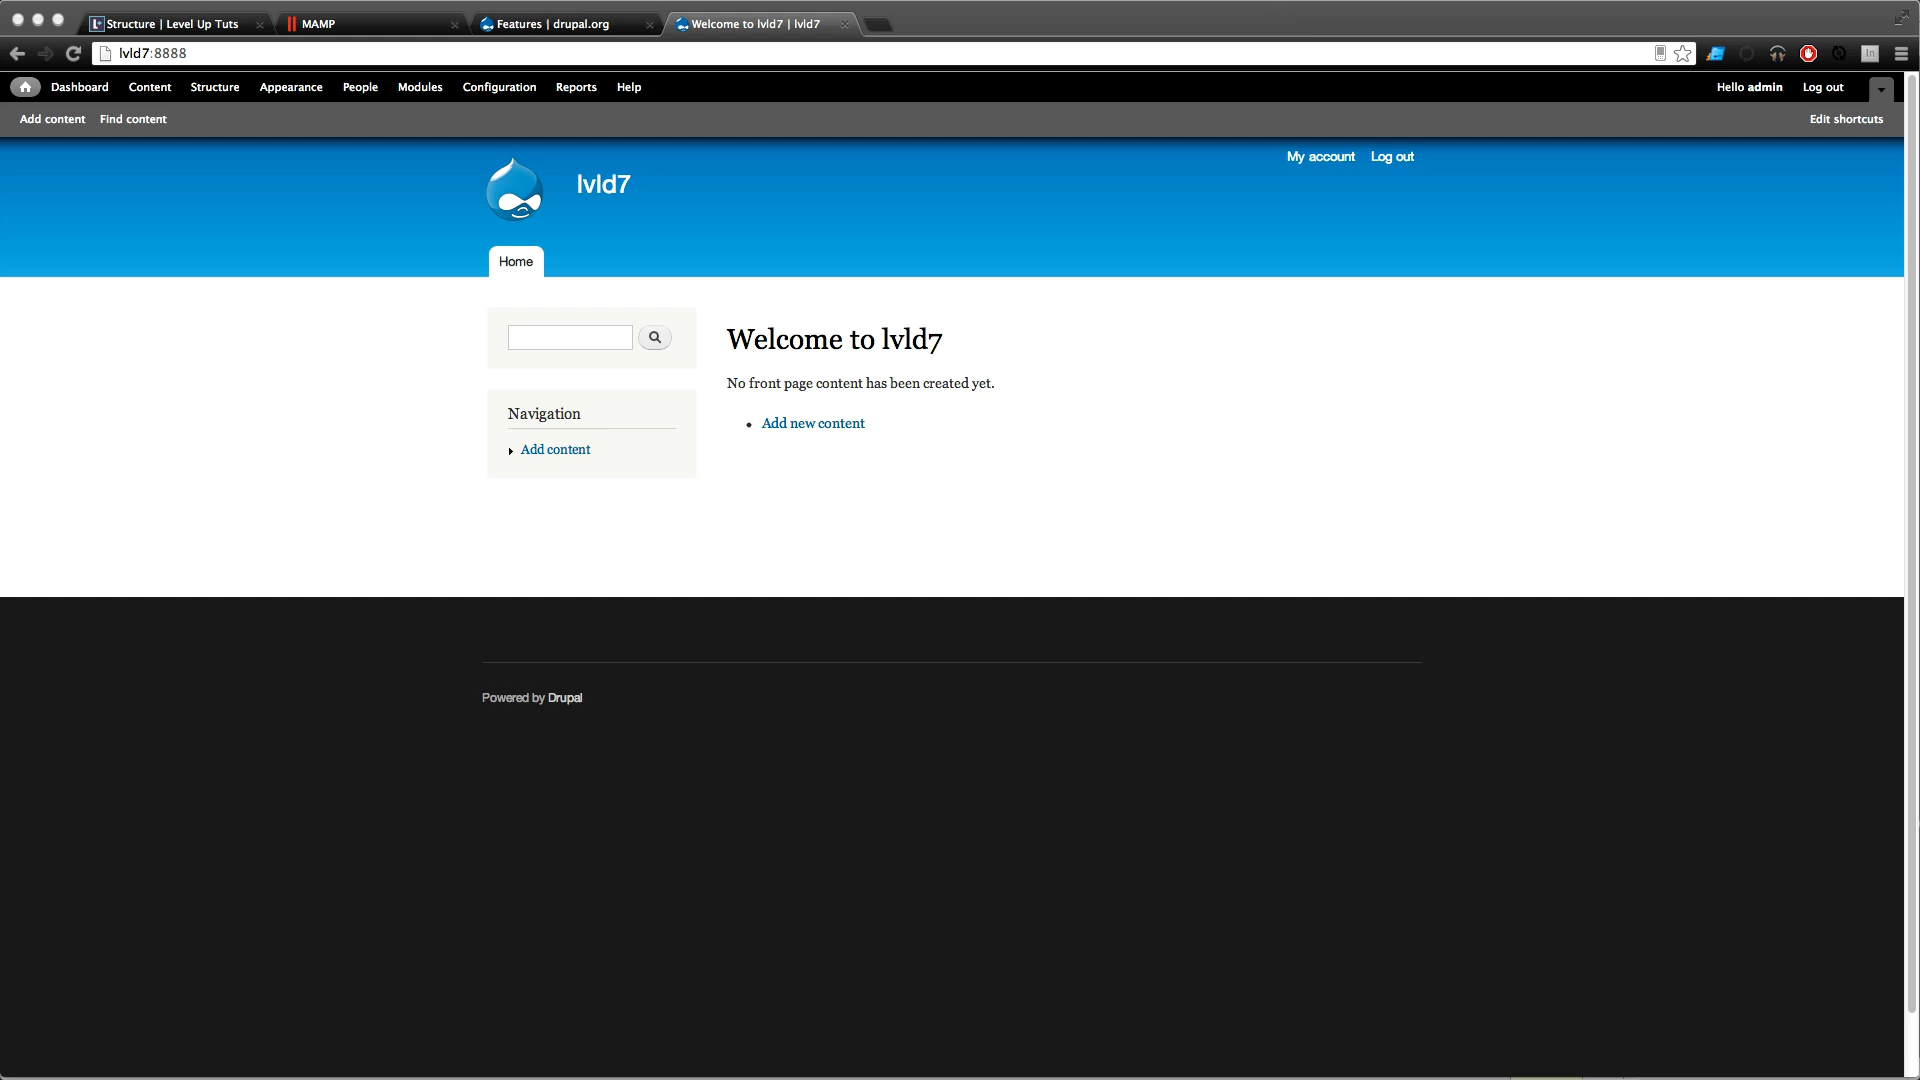 Structure | Level Up Tuts
MAMP
Features | drupal.org
Welcome to lvld7 | lvld7
lvld7:8888
Dashboard Content Structure Appearance People Modules Configuration Reports Help
Hello admin Log out
Add content Find content
Edit shortcuts
My account Log out
lvld7
Home
Welcome to lvld7
No front page content has been created yet.
Add new content
Navigation
Add content
Powered by Drupal